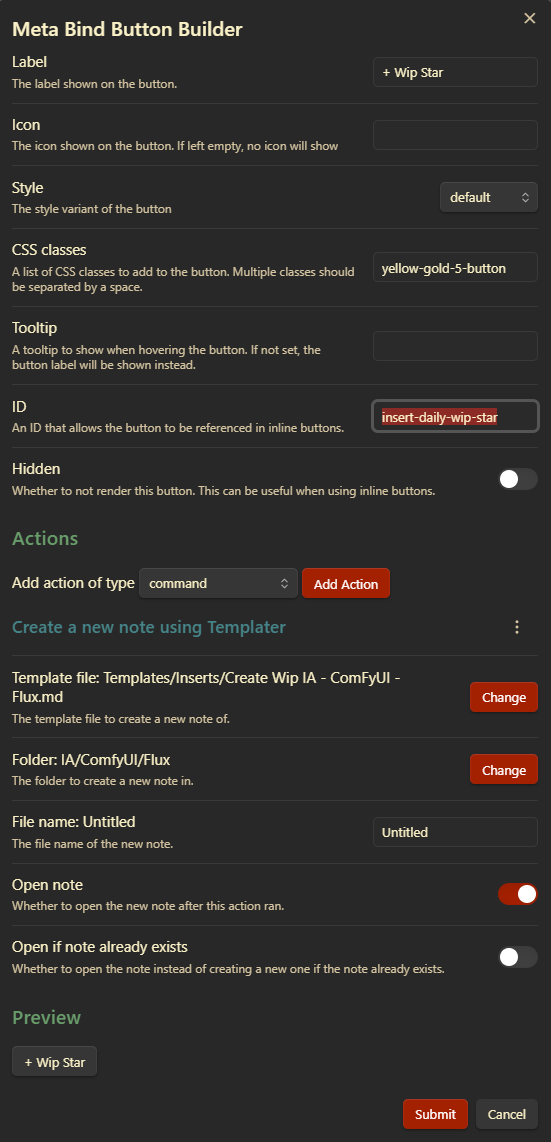 Meta Bind Button Builder
Label
The label shown on the button.
+ Wip Star
Icon
The icon shown on the button. If left empty, no icon will show
Style
The style variant of the button
default
CSS classes
A list of CSS classes to add to the button. Multiple classes should
be separated by a space.
yellow-gold-5-button
Tooltip
A tooltip to show when hovering the button. If not set, the
button label will be shown instead.
ID
An ID that allows the button to be referenced in inline buttons.
insert-daily-wip-star
Hidden
Whether to not render this button. This can be useful when using inline buttons.
Actions
Add action of type
command
Add Action
Create a new note using Templater
Template file: Templates/Inserts/Create Wip IA - ComFyUI -
Flux.md
The template file to create a new note of.
Change
Folder: IA/ComfyUI/Flux
The folder to create a new note in.
Change
File name: Untitled
The file name of the new note.
Untitled
Open note
Whether to open the new note after this action ran.
Open if note already exists
Whether to open the note instead of creating a new one if the note already exists.
Preview
+ Wip Star
Submit
Cancel